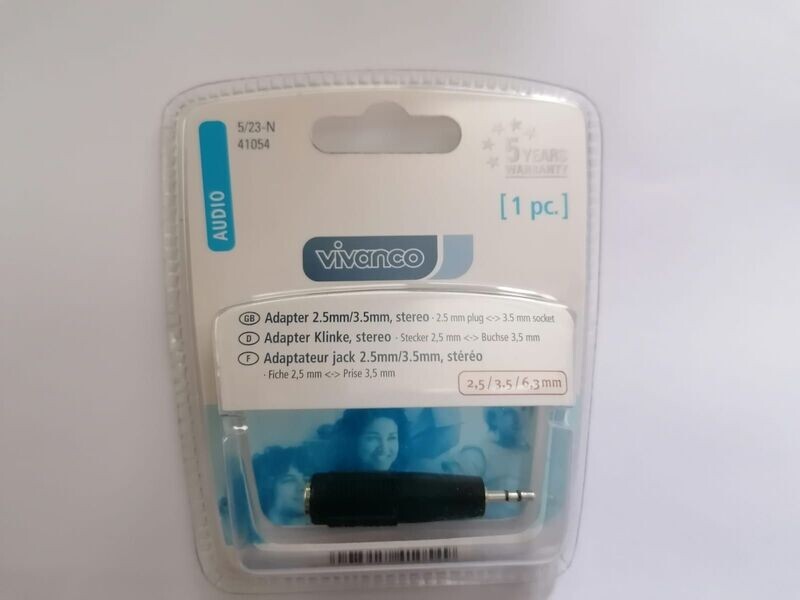 5/23-N
41054
AUDIO
5 YEARS
WARRANTY
[1 pc.]
vivanco
GB Adapter 2.5mm/3.5mm, stereo · 2.5 mm plug <-> 3.5 mm socket
D Adapter Klinke, stereo · Stecker 2,5 mm <-> Buchse 3,5 mm
F Adaptateur jack 2.5mm/3.5mm, stéréo
· Fiche 2,5 mm <-> Prise 3,5 mm
2,5/3,5/6,3mm